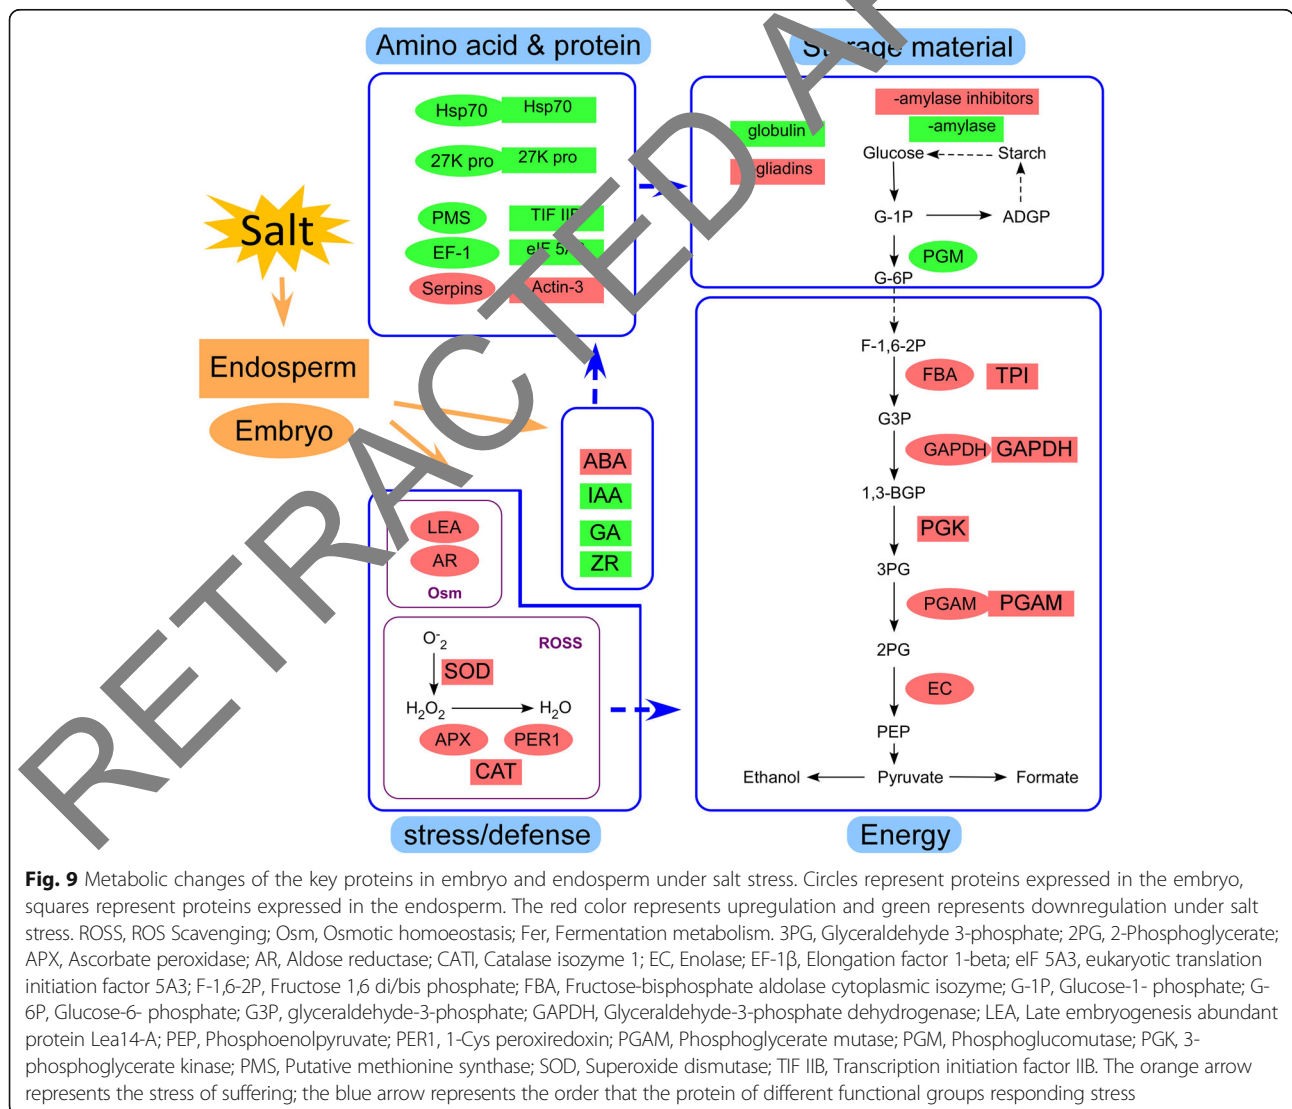 RETRACTED AR
Amino acid & protein
Storage material
Hsp70 Hsp70
27K pro 27K pro
PMS TIF IIB
EF-1 eIF 5A3
Serpins Actin-3
-amylase inhibitors
globulin -amylase
gliadins
Glucose Starch
G-1P ADGP
PGM
G-6P
Salt
Endosperm
Embryo
ABA
IAA
GA
ZR
F-1,6-2P
FBA TPI
G3P
GAPDH GAPDH
1,3-BGP
PGK
3PG
PGAM PGAM
2PG
EC
PEP
Ethanol Pyruvate Formate
LEA
AR
Osm
O⁻₂ ROSS
SOD
H₂O₂ H₂O
APX PER1
CAT
stress/defense
Energy
Fig. 9 Metabolic changes of the key proteins in embryo and endosperm under salt stress. Circles represent proteins expressed in the embryo,
squares represent proteins expressed in the endosperm. The red color represents upregulation and green represents downregulation under salt
stress. ROSS, ROS Scavenging; Osm, Osmotic homoeostasis; Fer, Fermentation metabolism. 3PG, Glyceraldehyde 3-phosphate; 2PG, 2-Phosphoglycerate;
APX, Ascorbate peroxidase; AR, Aldose reductase; CATI, Catalase isozyme 1; EC, Enolase; EF-1β, Elongation factor 1-beta; eIF 5A3, eukaryotic translation
initiation factor 5A3; F-1,6-2P, Fructose 1,6 di/bis phosphate; FBA, Fructose-bisphosphate aldolase cytoplasmic isozyme; G-1P, Glucose-1- phosphate; G-
6P, Glucose-6- phosphate; G3P, glyceraldehyde-3-phosphate; GAPDH, Glyceraldehyde-3-phosphate dehydrogenase; LEA, Late embryogenesis abundant
protein Lea14-A; PEP, Phosphoenolpyruvate; PER1, 1-Cys peroxiredoxin; PGAM, Phosphoglycerate mutase; PGM, Phosphoglucomutase; PGK, 3-
phosphoglycerate kinase; PMS, Putative methionine synthase; SOD, Superoxide dismutase; TIF IIB, Transcription initiation factor IIB. The orange arrow
represents the stress of suffering; the blue arrow represents the order that the protein of different functional groups responding stress